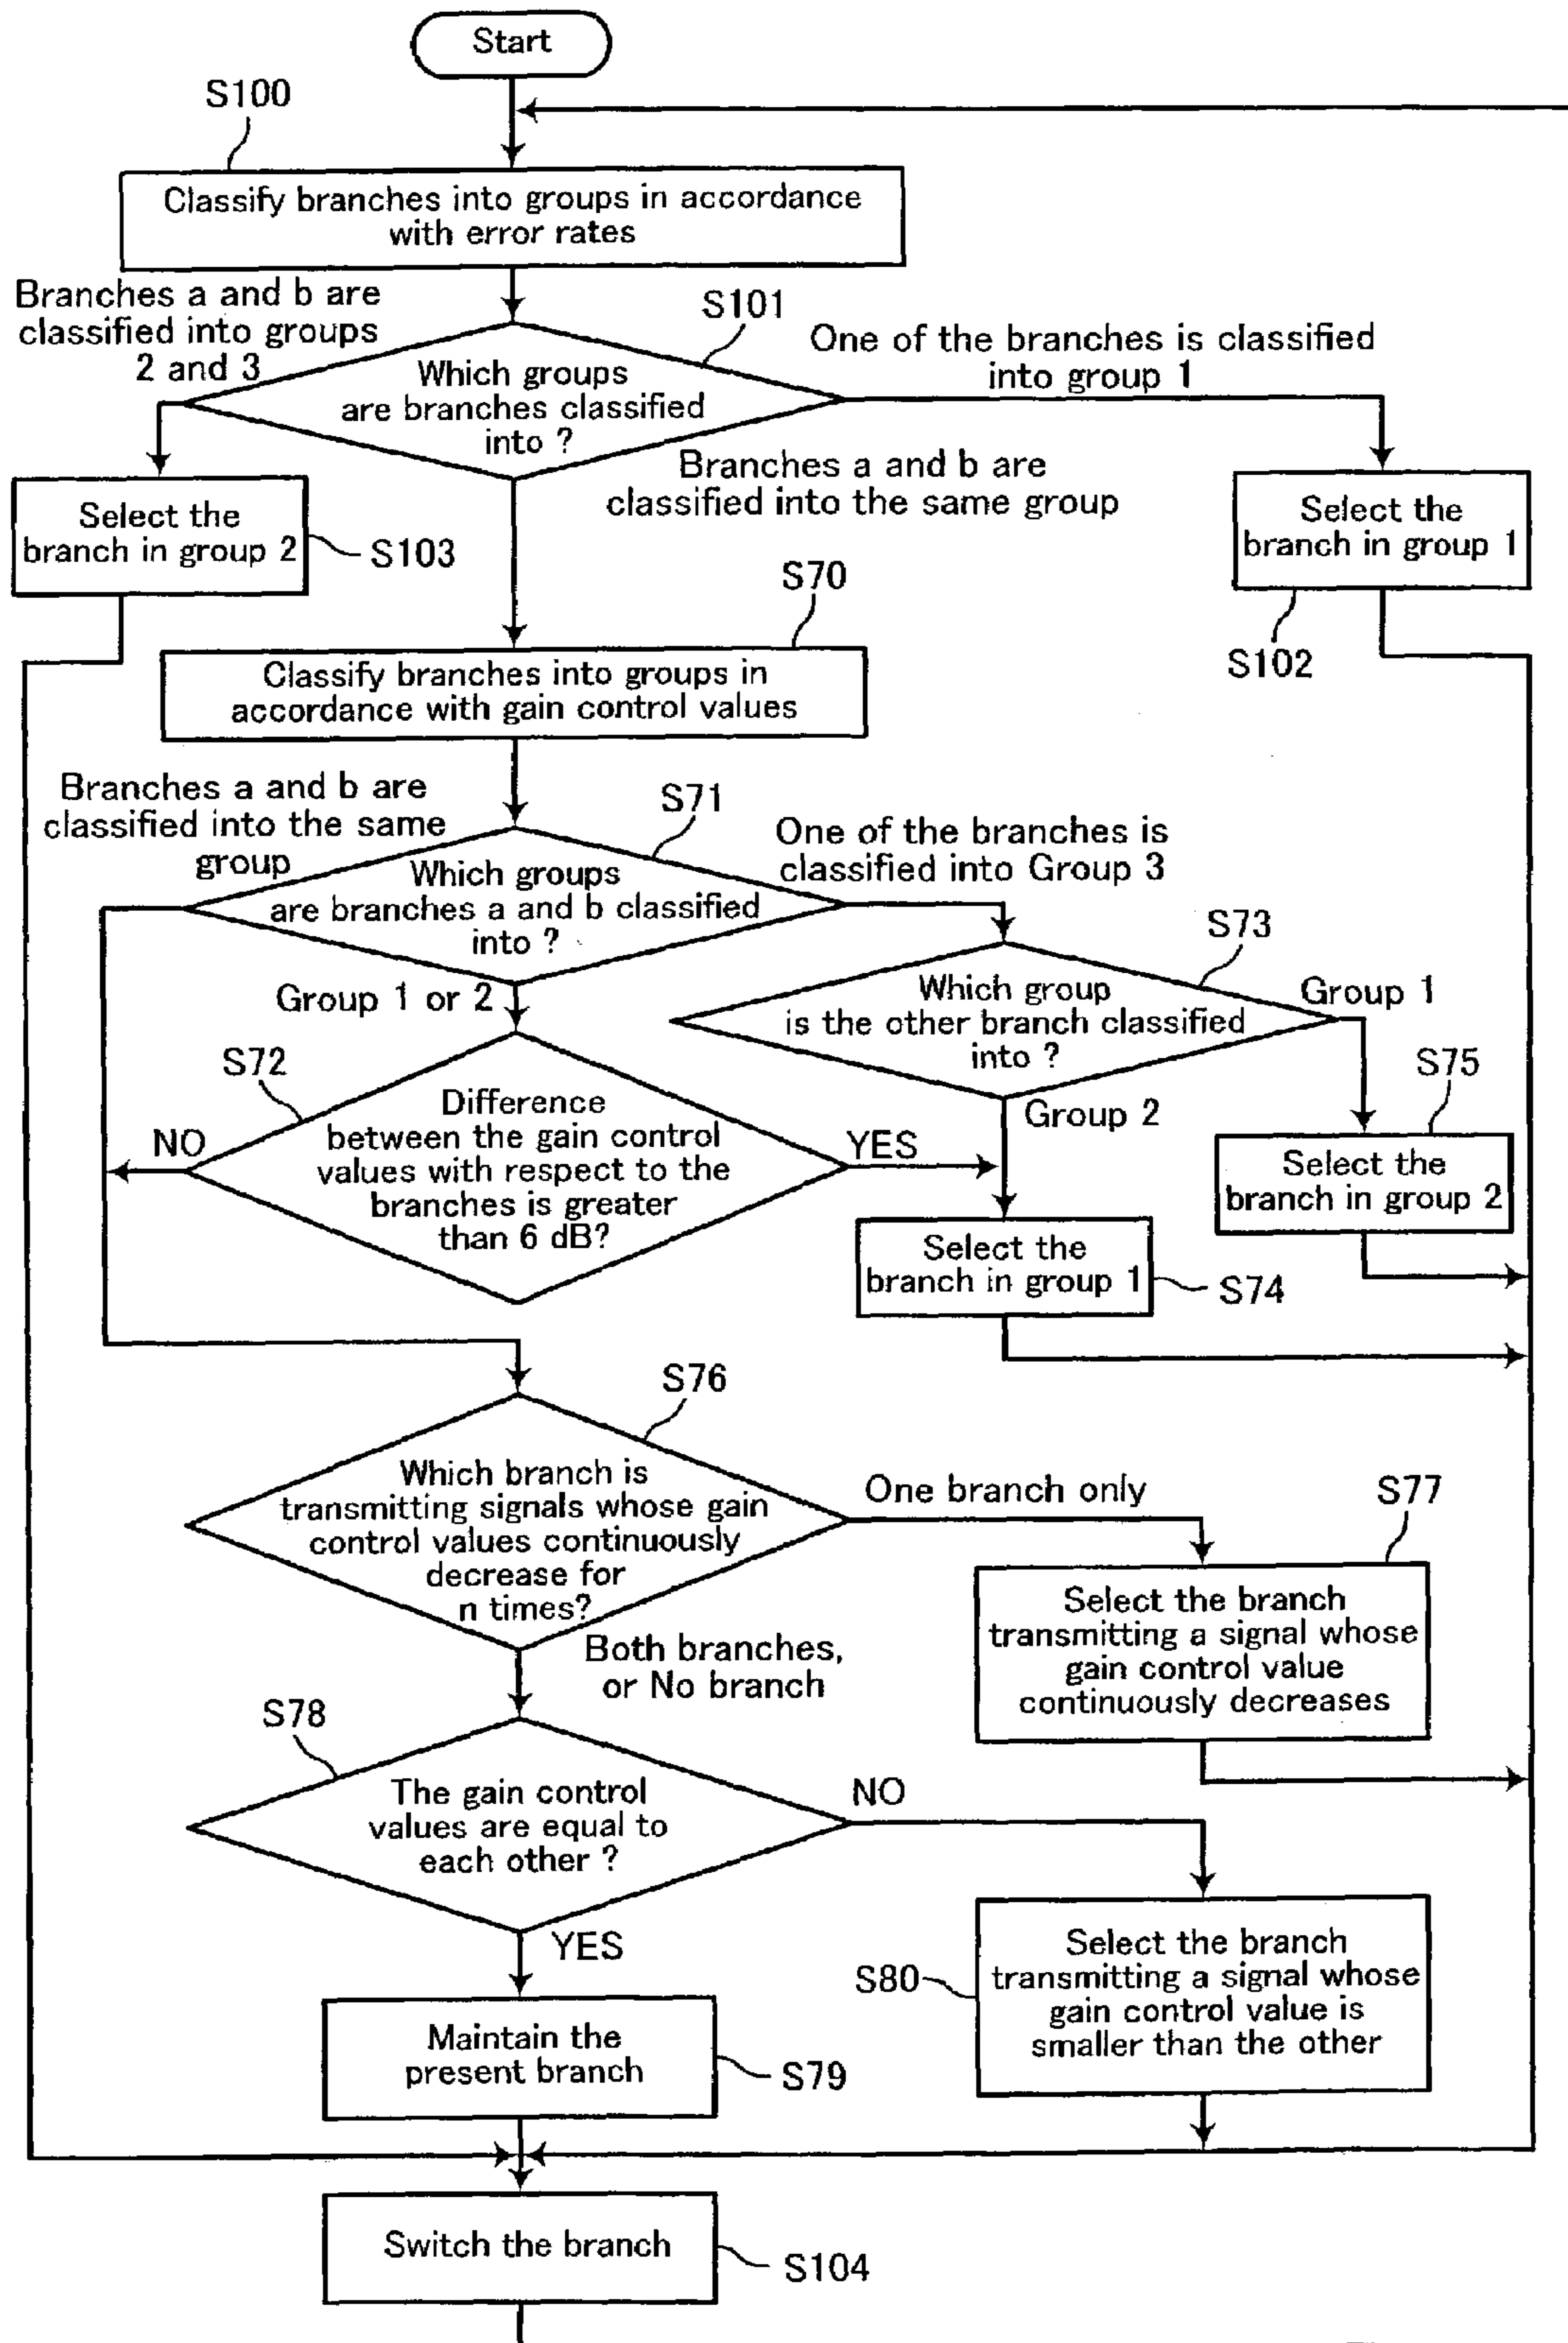 Start
S100
Classify branches into groups in accordance
with error rates
Branches a and b are
classified into groups
2 and 3
S101
Which groups
are branches classified
into ?
One of the branches is classified
into group 1
Branches a and b are
classified into the same group
Select the
branch in group 2
S103
Select the
branch in group 1
S102
S70
Classify branches into groups in
accordance with gain control values
Branches a and b are
classified into the same
group
S71
Which groups
are branches a and b classified
into ?
One of the branches is
classified into Group 3
Group 1 or 2
S73
Which group
is the other branch classified
into ?
Group 1
Group 2
S72
Difference
between the gain control
values with respect to the
branches is greater
than 6 dB?
NO
YES
S75
Select the
branch in group 2
Select the
branch in group 1
S74
S76
Which branch is
transmitting signals whose gain
control values continuously
decrease for
n times?
One branch only
S77
Select the branch
transmitting a signal whose
gain control value
continuously decreases
Both branches,
or No branch
S78
The gain control
values are equal to
each other ?
NO
YES
S80
Select the branch
transmitting a signal whose
gain control value is
smaller than the other
Maintain the
present branch
S79
Switch the branch
S104